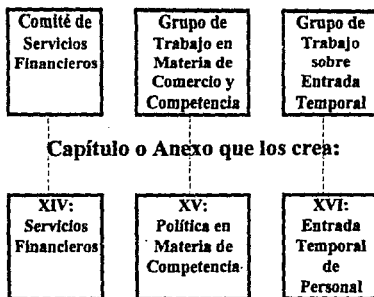 Comité de
Servicios
Financieros
Grupo de
Trabajo en
Materia de
Comercio y
Competencia
Grupo de
Trabajo
sobre
Entrada
Temporal
Capítulo o Anexo que los crea:
XIV:
Servicios
Financieros
XV:
Política en
Materia de
Competencia
XVI:
Entrada
Temporal
de
Personal